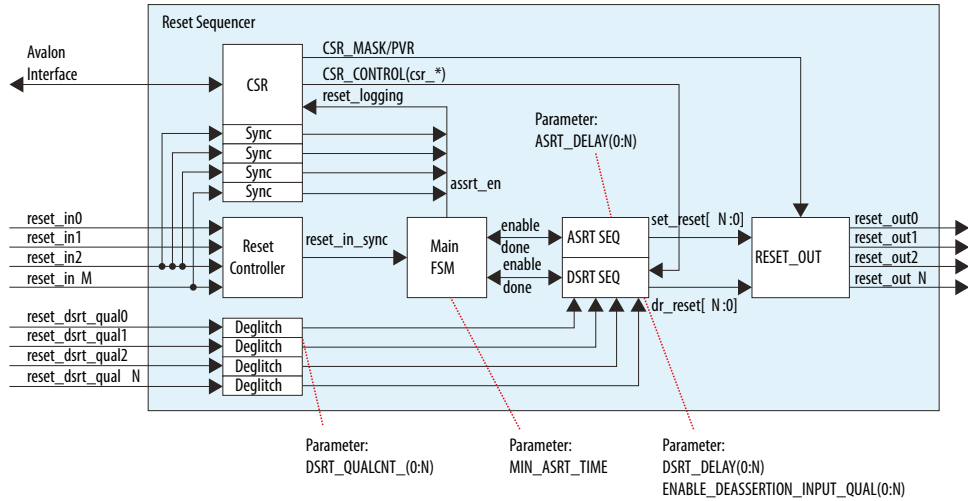 Reset Sequencer
Avalon
Interface
CSR
CSR_MASK/PVR
CSR_CONTROL(csr_*)
reset_logging
Sync
Sync
Sync
Sync
assrt_en
Parameter:
ASRT_DELAY(0:N)
reset_in0
reset_in1
reset_in2
reset_in M
Reset
Controller
reset_in_sync
Main
FSM
enable
done
enable
done
ASRT SEQ
DSRT SEQ
set_reset[ N:0]
dr_reset[ N:0]
RESET_OUT
reset_out0
reset_out1
reset_out2
reset_out N
reset_dsrt_qual0
reset_dsrt_qual1
reset_dsrt_qual2
reset_dsrt_qual N
Deglitch
Deglitch
Deglitch
Deglitch
Parameter:
DSRT_QUALCNT_(0:N)
Parameter:
MIN_ASRT_TIME
Parameter:
DSRT_DELAY(0:N)
ENABLE_DEASSERTION_INPUT_QUAL(0:N)